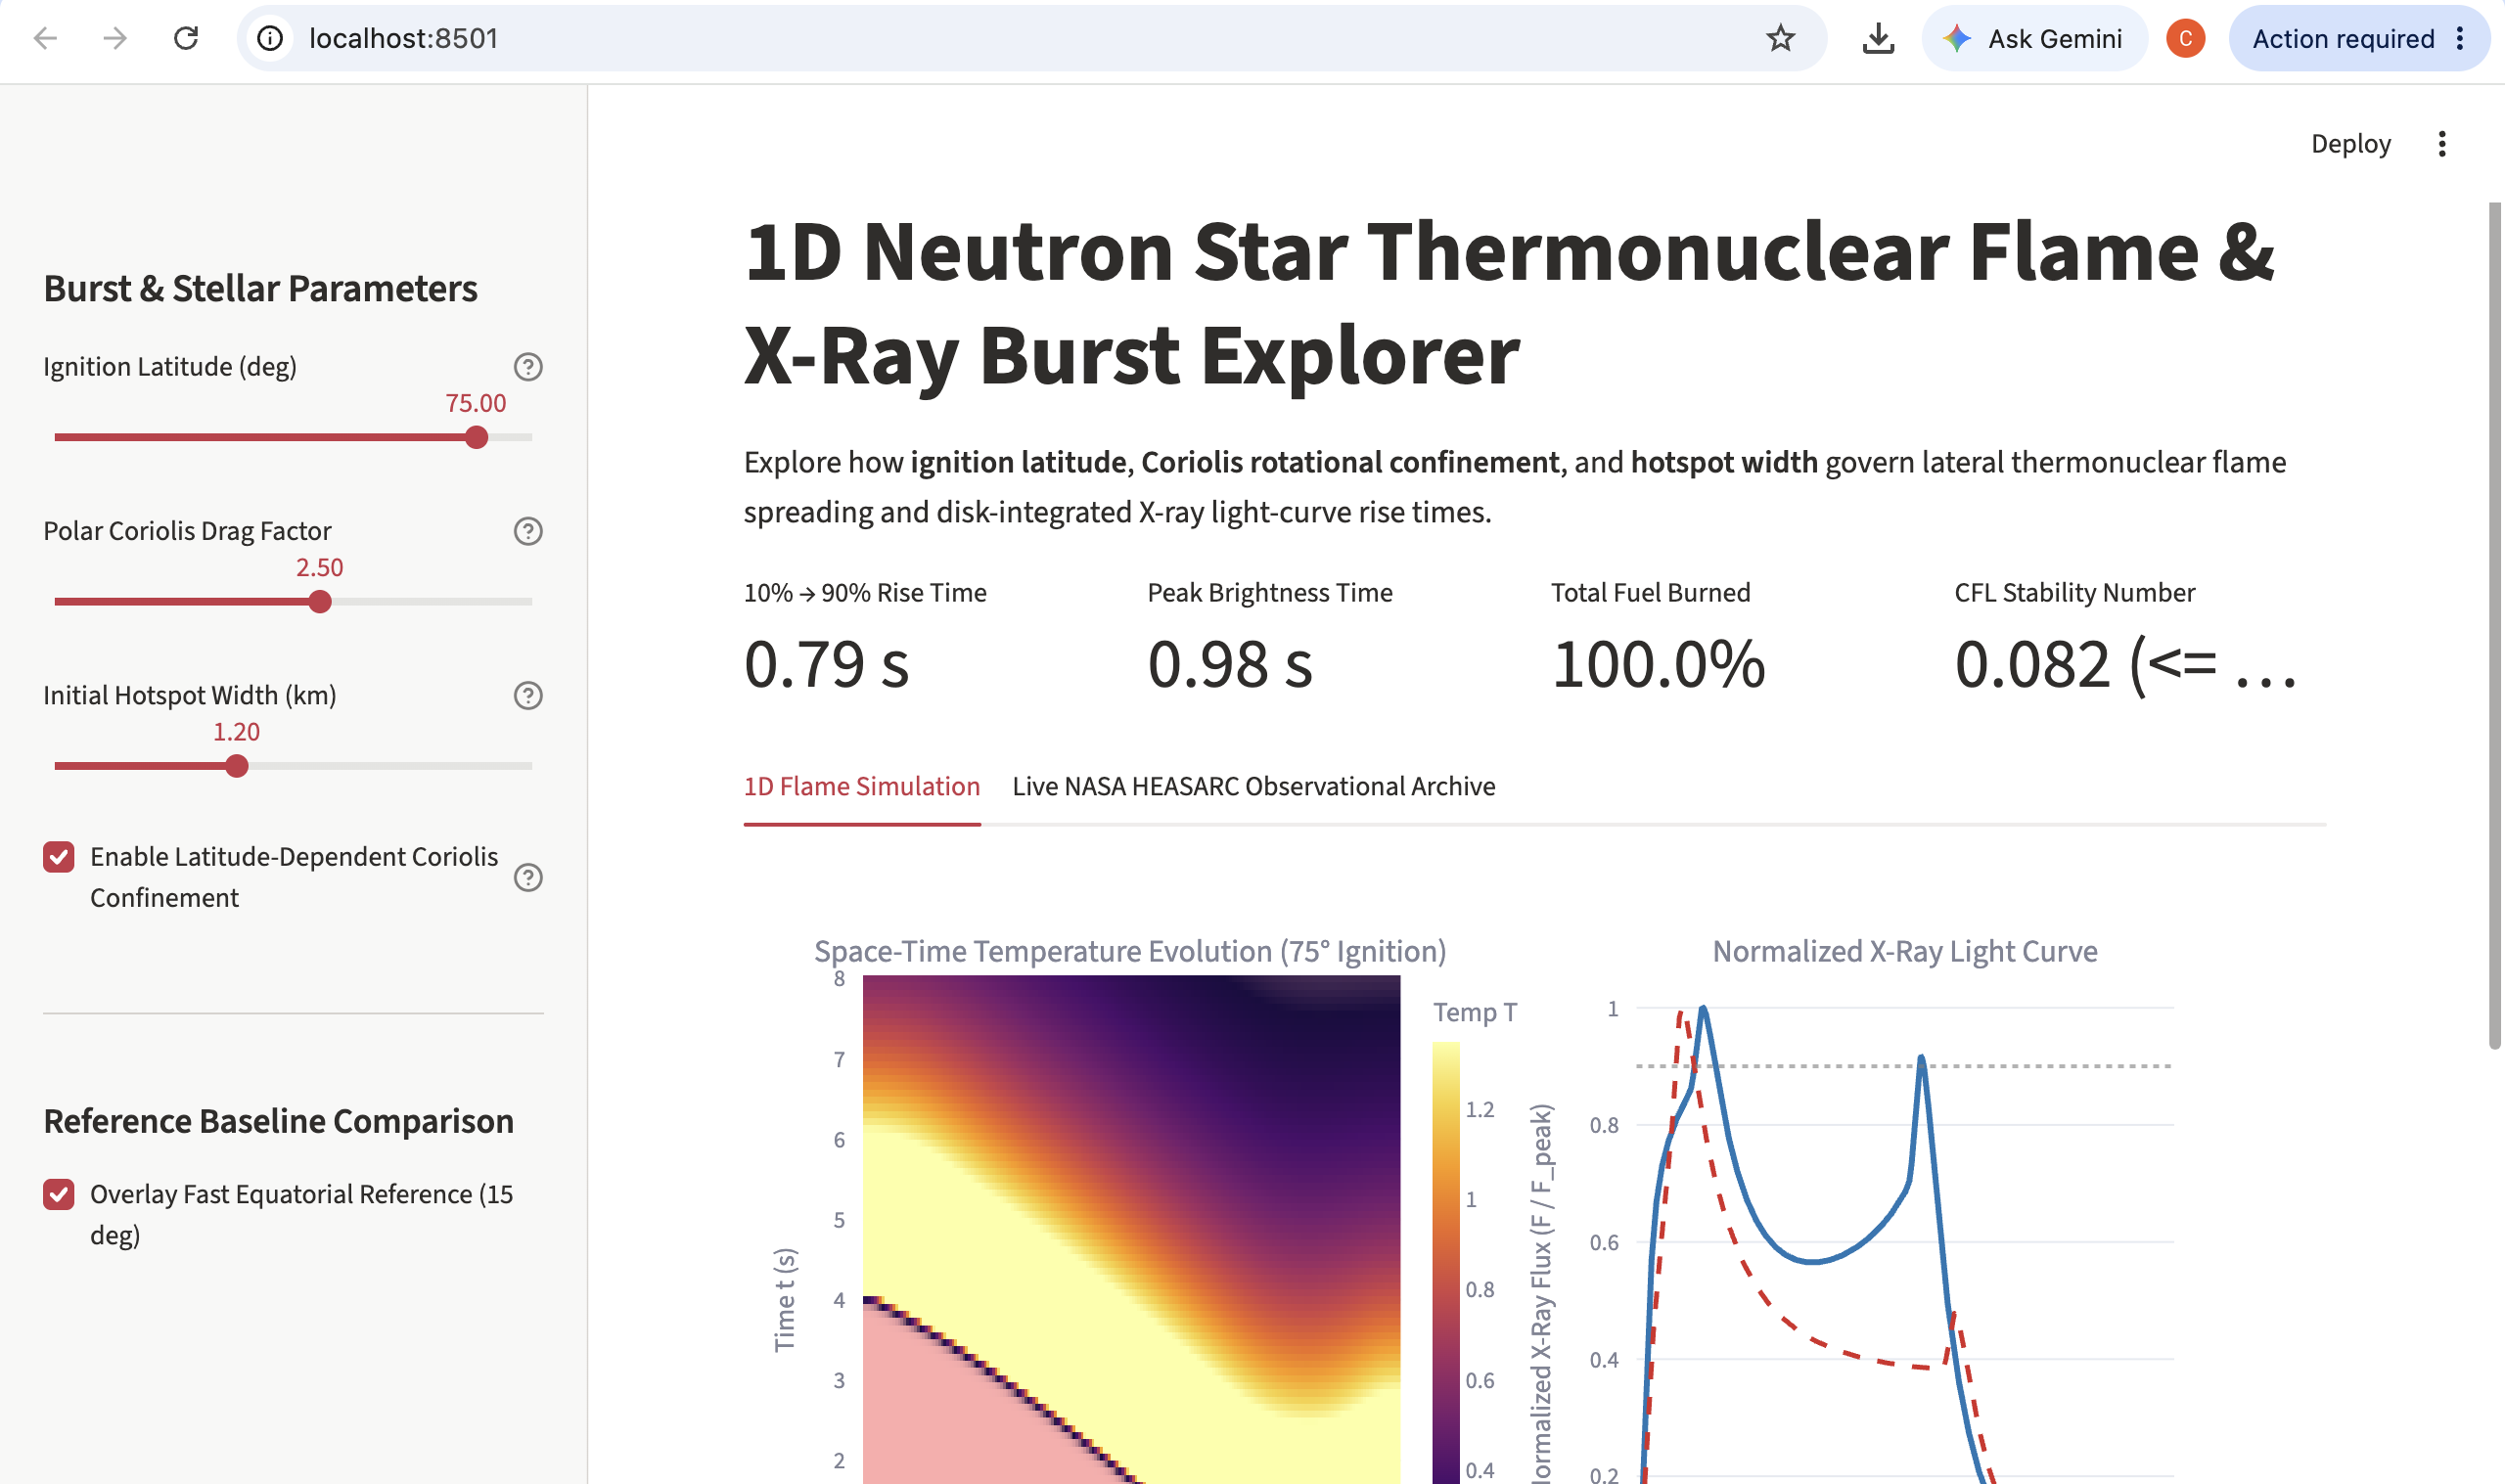 localhost:8501
Ask Gemini
C
Action required
Deploy
Burst & Stellar Parameters
Ignition Latitude (deg)
75.00
Polar Coriolis Drag Factor
2.50
Initial Hotspot Width (km)
1.20
Enable Latitude-Dependent Coriolis
Confinement
Reference Baseline Comparison
Overlay Fast Equatorial Reference (15
deg)
1D Neutron Star Thermonuclear Flame &
X-Ray Burst Explorer
Explore how ignition latitude, Coriolis rotational confinement, and hotspot width govern lateral thermonuclear flame
spreading and disk-integrated X-ray light-curve rise times.
10% → 90% Rise Time
0.79 s
Peak Brightness Time
0.98 s
Total Fuel Burned
100.0%
CFL Stability Number
0.082 (<= …
1D Flame Simulation
Live NASA HEASARC Observational Archive
Space-Time Temperature Evolution (75° Ignition)
8
7
6
5
4
3
2
Time t (s)
Temp T
1.2
1
0.8
0.6
0.4
Normalized X-Ray Light Curve
1
0.8
0.6
0.4
0.2
ormalized X-Ray Flux (F / F_peak)